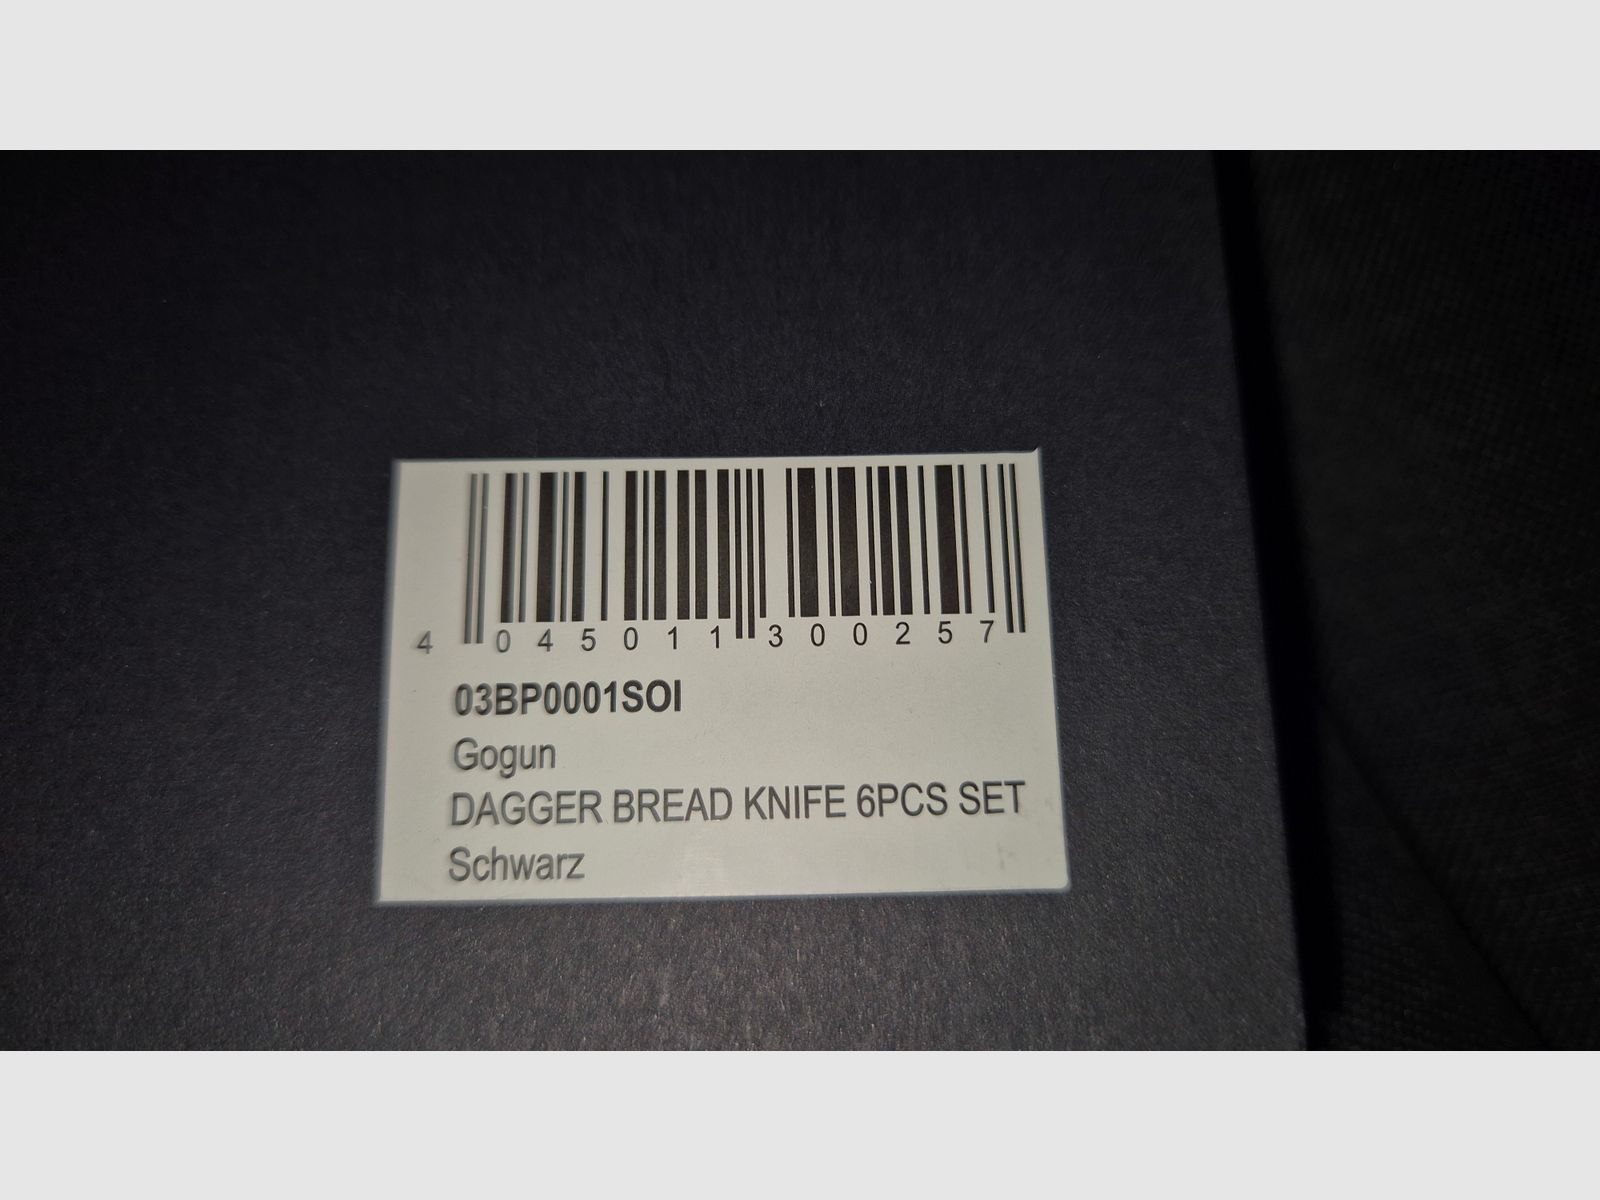 4 045011 300257
03BP0001SOI
Gogun
DAGGER BREAD KNIFE 6PCS SET
Schwarz